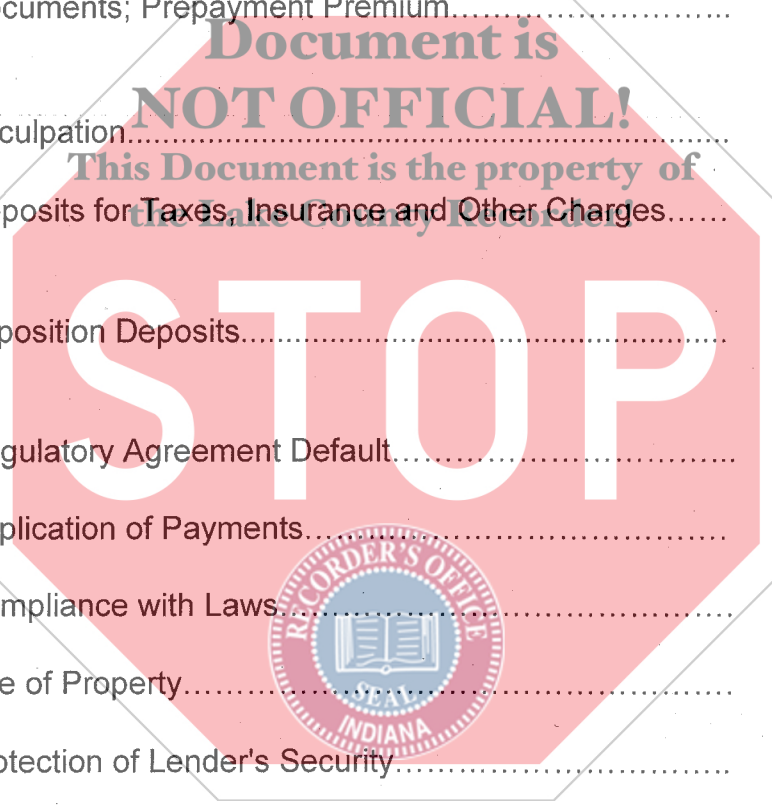 ocuments; Prepayment Premium....................................
Document is
NOT OFFICIAL!
culpation..............................................................................
This Document is the property of
the Lake County Recorder!
posits for Taxes, Insurance and Other Charges......
STOP
position Deposits..............................................................
gulatory Agreement Default............................................
plication of Payments.......................................................
RECORDER'S OFFICE
mpliance with Laws..........................................................
e of Property......................................................................
SEAL
INDIANA
otection of Lender's Security...........................................